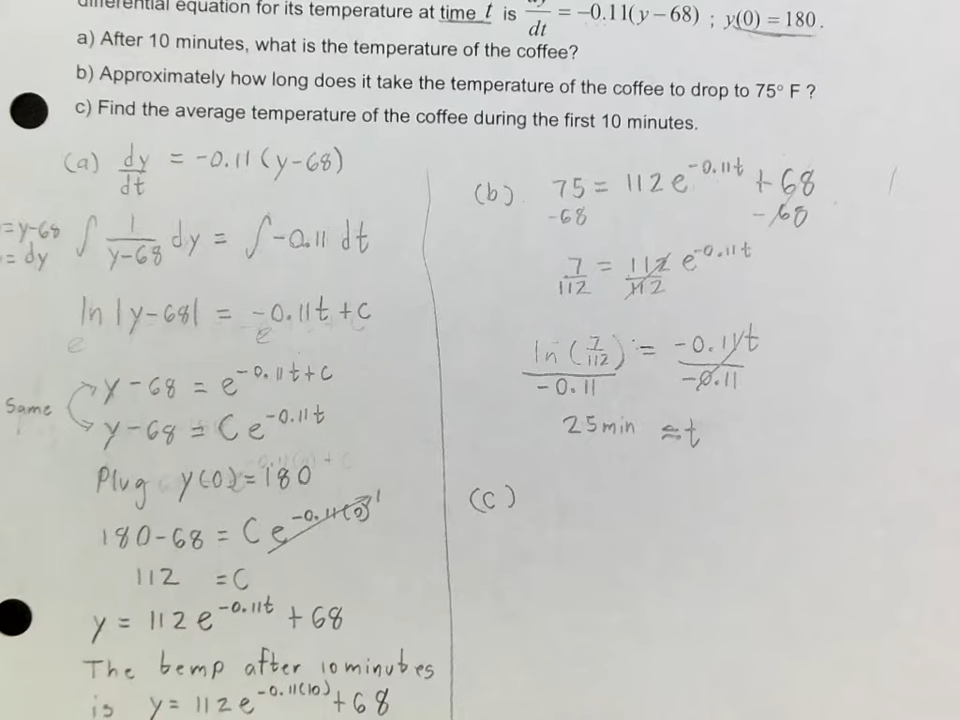 differential equation for its temperature at time t is dy/dt = -0.11(y-68) ; y(0) = 180.
a) After 10 minutes, what is the temperature of the coffee?
b) Approximately how long does it take the temperature of the coffee to drop to 75° F ?
c) Find the average temperature of the coffee during the first 10 minutes.
(a) dy/dt = -0.11(y-68)
=y-68
= dy
∫ 1/(y-68) dy = ∫-0.11 dt
ln|y-68| = -0.11t+C
e e
Same
y-68 = e^(-0.11t+C)
y-68 = Ce^(-0.11t)
Plug y(0)=180
180-68 = Ce^(-0.11(0)) 1
112 =C
y = 112e^(-0.11t) + 68
The temp after 10 minutes
is y= 112e^(-0.11(10)) +68
(b) 75 = 112e^(-0.11t) + 68
-68 -68
7/112 = 112/112 e^(-0.11t)
ln(7/112)/-0.11 = -0.11t/-0.11
25min ≈t
(c)